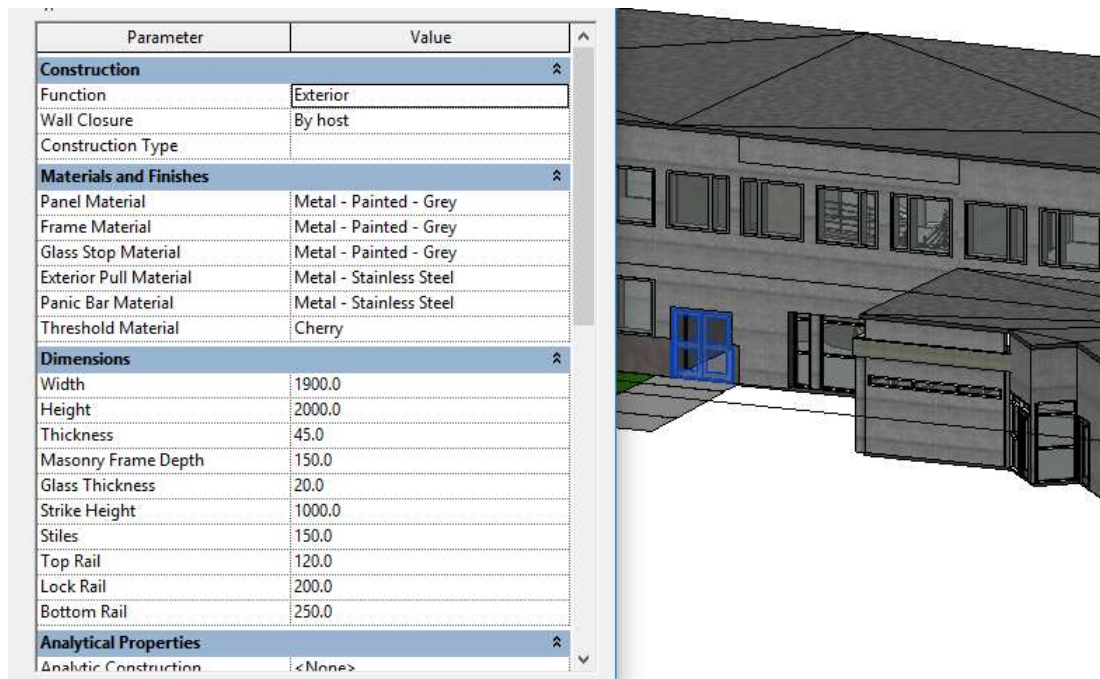 Parameter Value
Construction
Function Exterior
Wall Closure By host
Construction Type
Materials and Finishes
Panel Material Metal - Painted - Grey
Frame Material Metal - Painted - Grey
Glass Stop Material Metal - Painted - Grey
Exterior Pull Material Metal - Stainless Steel
Panic Bar Material Metal - Stainless Steel
Threshold Material Cherry
Dimensions
Width 1900.0
Height 2000.0
Thickness 45.0
Masonry Frame Depth 150.0
Glass Thickness 20.0
Strike Height 1000.0
Stiles 150.0
Top Rail 120.0
Lock Rail 200.0
Bottom Rail 250.0
Analytical Properties
Analytic Construction <None>